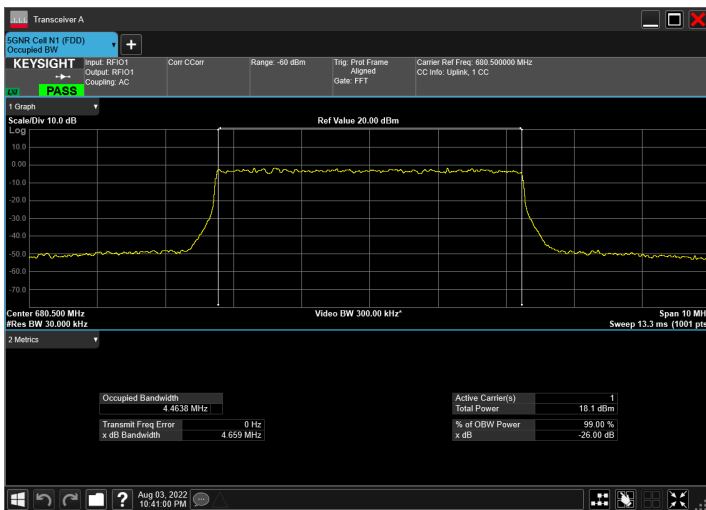 Transceiver A
5GNR Cell N1 (FDD)
Occupied BW
KEYSIGHT
LXI
PASS
Input: RFIO1
Output: RFIO1
Coupling: AC
Corr CCorr
Range: -60 dBm
Trig: Prot Frame
Aligned
Gate: FFT
Carrier Ref Freq: 680.500000 MHz
CC Info: Uplink, 1 CC
1 Graph
Scale/Div 10.0 dB
Ref Value 20.00 dBm
Log
10.0
0.00
-10.0
-20.0
-30.0
-40.0
-50.0
-60.0
-70.0
Center 680.500 MHz
#Res BW 30.000 kHz
Video BW 300.00 kHz*
Span 10 MH
Sweep 13.3 ms (1001 pts
2 Metrics
Occupied Bandwidth
4.4638 MHz
Transmit Freq Error 0 Hz
x dB Bandwidth 4.659 MHz
Active Carrier(s) 1
Total Power 18.1 dBm
% of OBW Power 99.00 %
x dB -26.00 dB
?
Aug 03, 2022
10:41:00 PM